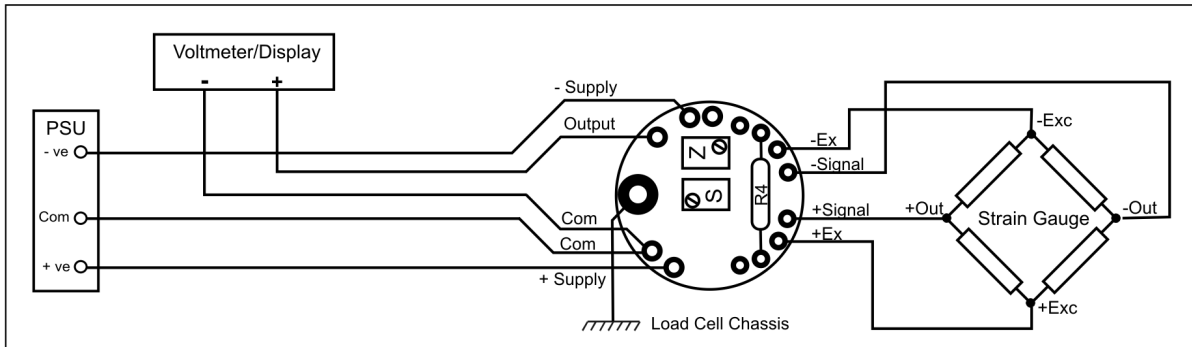 Voltmeter/Display
- +
PSU
- ve
Com
+ ve
- Supply
Output
Com
Com
+ Supply
Z
S
R4
-Ex
-Signal
+Signal
+Ex
Load Cell Chassis
-Exc
+Out
Strain Gauge
-Out
+Exc